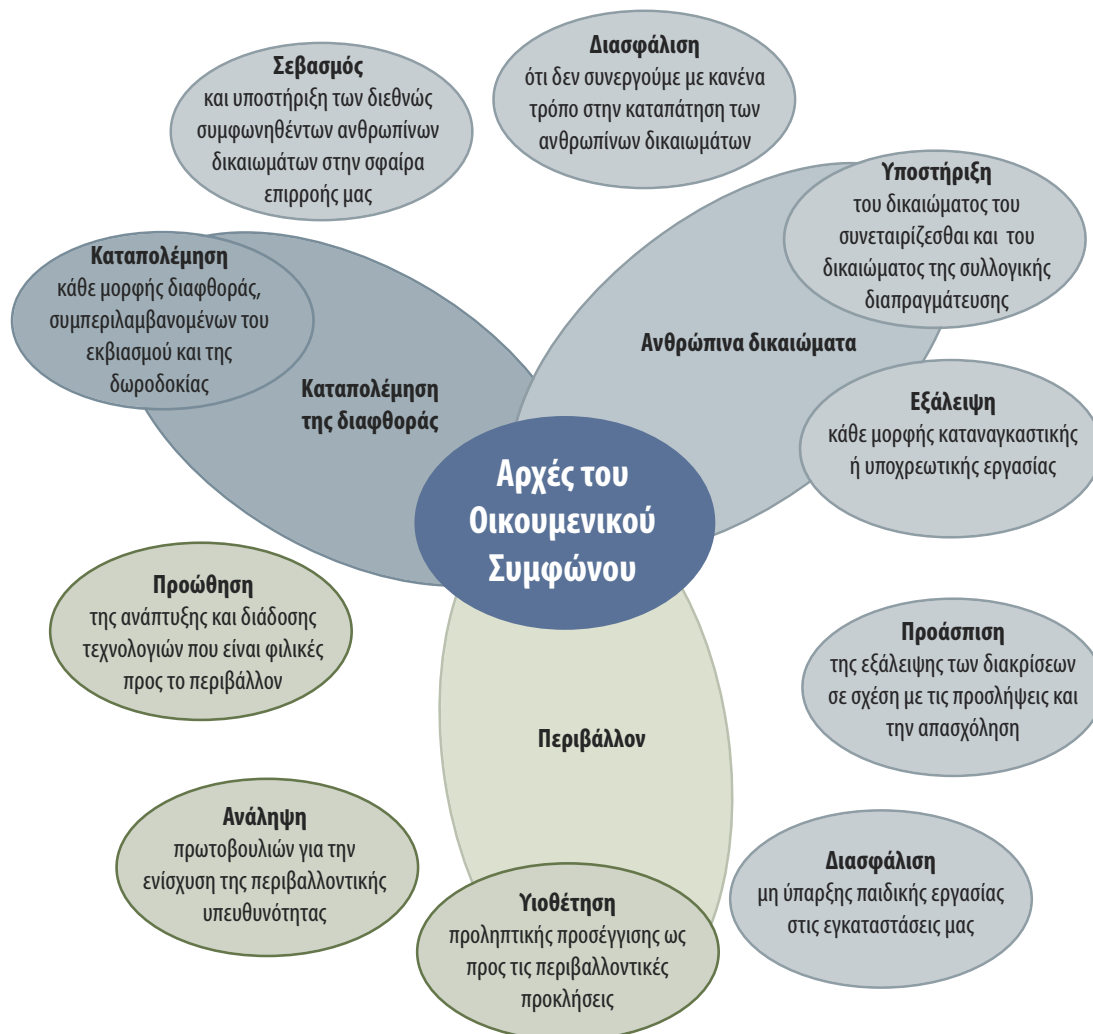 Σεβασμός
και υποστήριξη των διεθνώς
συμφωνηθέντων ανθρωπίνων
δικαιωμάτων στην σφαίρα
επιρροής μας
Διασφάλιση
ότι δεν συνεργούμε με κανένα
τρόπο στην καταπάτηση των
ανθρωπίνων δικαιωμάτων
Υποστήριξη
του δικαιώματος του
συνεταιρίζεσθαι και του
δικαιώματος της συλλογικής
διαπραγμάτευσης
Καταπολέμηση
κάθε μορφής διαφθοράς,
συμπεριλαμβανομένων του
εκβιασμού και της
δωροδοκίας
Ανθρώπινα δικαιώματα
Καταπολέμηση
της διαφθοράς
Εξάλειψη
κάθε μορφής καταναγκαστικής
ή υποχρεωτικής εργασίας
Αρχές του
Οικουμενικού
Συμφώνου
Προώθηση
της ανάπτυξης και διάδοσης
τεχνολογιών που είναι φιλικές
προς το περιβάλλον
Προάσπιση
της εξάλειψης των διακρίσεων
σε σχέση με τις προσλήψεις και
την απασχόληση
Περιβάλλον
Ανάληψη
πρωτοβουλιών για την
ενίσχυση της περιβαλλοντικής
υπευθυνότητας
Διασφάλιση
μη ύπαρξης παιδικής εργασίας
στις εγκαταστάσεις μας
Υιοθέτηση
προληπτικής προσέγγισης ως
προς τις περιβαλλοντικές
προκλήσεις